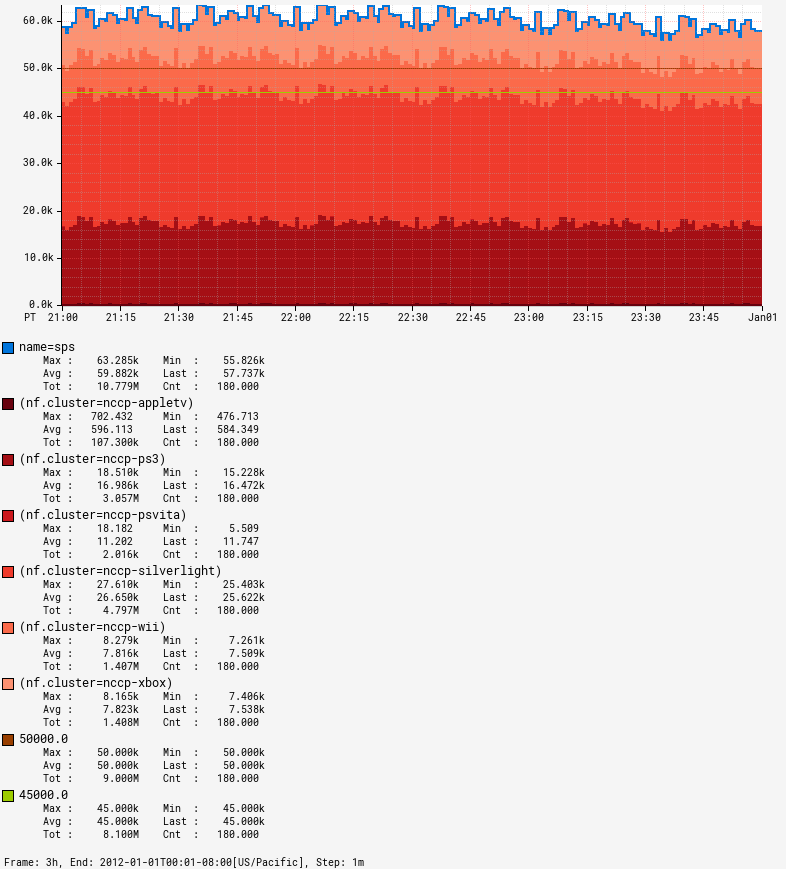 60.0k
50.0k
40.0k
30.0k
20.0k
10.0k
0.0k
PT 21:00 21:15 21:30 21:45 22:00 22:15 22:30 22:45 23:00 23:15 23:30 23:45 Jan01
name=sps
Max : 63.285k Min : 55.826k
Avg : 59.882k Last : 57.737k
Tot : 10.779M Cnt : 180.000
(nf.cluster=nccp-appletv)
Max : 702.432 Min : 476.713
Avg : 596.113 Last : 584.349
Tot : 107.300k Cnt : 180.000
(nf.cluster=nccp-ps3)
Max : 18.510k Min : 15.228k
Avg : 16.986k Last : 16.472k
Tot : 3.057M Cnt : 180.000
(nf.cluster=nccp-psvita)
Max : 18.182 Min : 5.509
Avg : 11.202 Last : 11.747
Tot : 2.016k Cnt : 180.000
(nf.cluster=nccp-silverlight)
Max : 27.610k Min : 25.403k
Avg : 26.650k Last : 25.622k
Tot : 4.797M Cnt : 180.000
(nf.cluster=nccp-wii)
Max : 8.279k Min : 7.261k
Avg : 7.816k Last : 7.509k
Tot : 1.407M Cnt : 180.000
(nf.cluster=nccp-xbox)
Max : 8.165k Min : 7.406k
Avg : 7.823k Last : 7.538k
Tot : 1.408M Cnt : 180.000
50000.0
Max : 50.000k Min : 50.000k
Avg : 50.000k Last : 50.000k
Tot : 9.000M Cnt : 180.000
45000.0
Max : 45.000k Min : 45.000k
Avg : 45.000k Last : 45.000k
Tot : 8.100M Cnt : 180.000
Frame: 3h, End: 2012-01-01T00:01-08:00[US/Pacific], Step: 1m